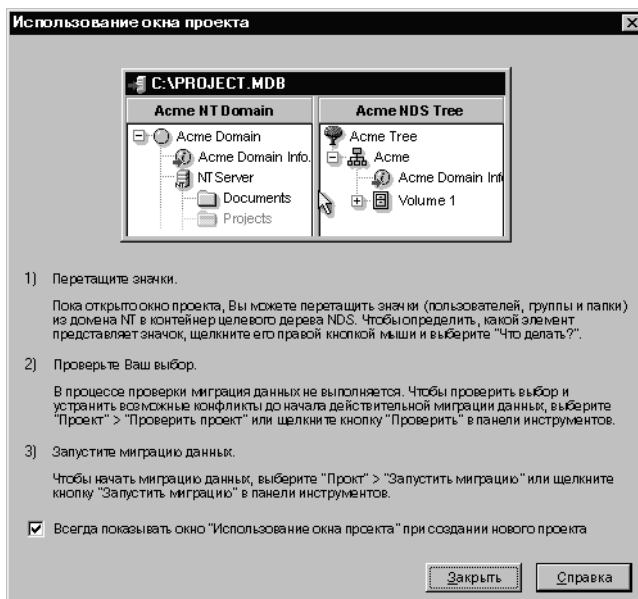 Использование окна проекта
C:\PROJECT.MDB
Acme NT Domain
Acme NDS Tree
Acme Domain
Acme Domain Info.
NT Server
Documents
Projects
Acme Tree
Acme
Acme Domain Inf
Volume 1
1) Перетащите значки.
Пока открыто окно проекта, Вы можете перетащить значки (пользователей, группы и папки)
из домена NT в контейнер целевого дерева NDS. Чтобы определить, какой элемент
представляет значок, щелкните его правой кнопкой мыши и выберите "Что делать?".
2) Проверьте Ваш выбор.
В процессе проверки миграция данных не выполняется. Чтобы проверить выбор и
устранить возможные конфликты до начала действительной миграции данных, выберите
"Проект" > "Проверить проект" или щелкните кнопку "Проверить" в панели инструментов.
3) Запустите миграцию данных.
Чтобы начать миграцию данных, выберите "Прокт" > "Запустить миграцию" или щелкните
кнопку "Запустить миграцию" в панели инструментов.
Всегда показывать окно "Использование окна проекта" при создании нового проекта
Закрыть
Справка